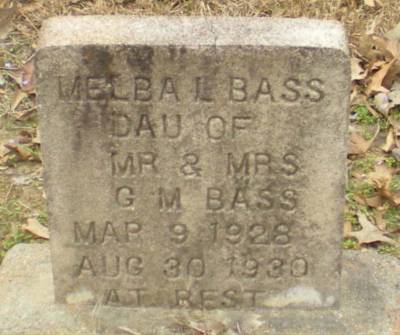 MELBA L BASS
DAU OF
MR & MRS
G M BASS
MAR 9 1928
AUG 30 1930
AT REST